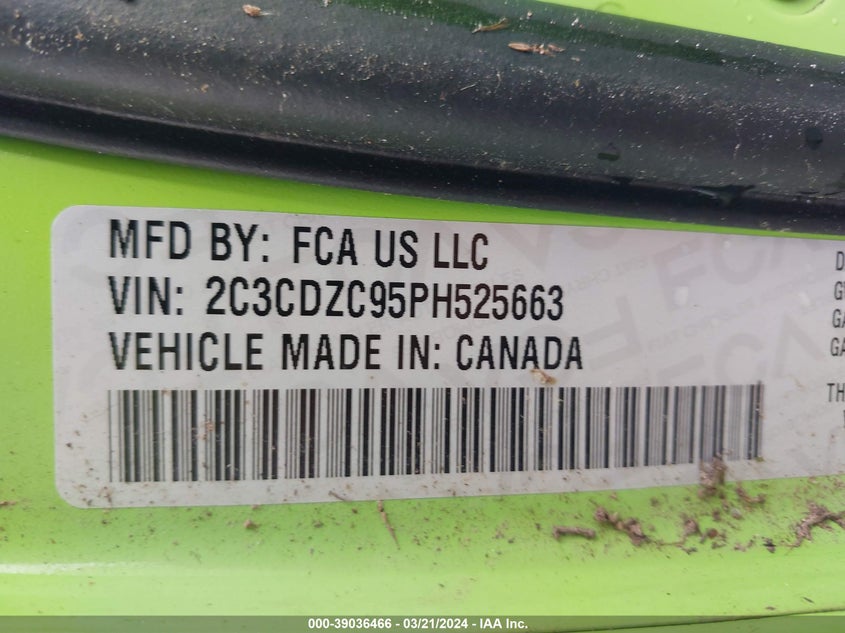 MFD BY: FCA US LLC
VIN: 2C3CDZC95PH525663
VEHICLE MADE IN: CANADA
000-39036466 - 03/21/2024 - IAA Inc.